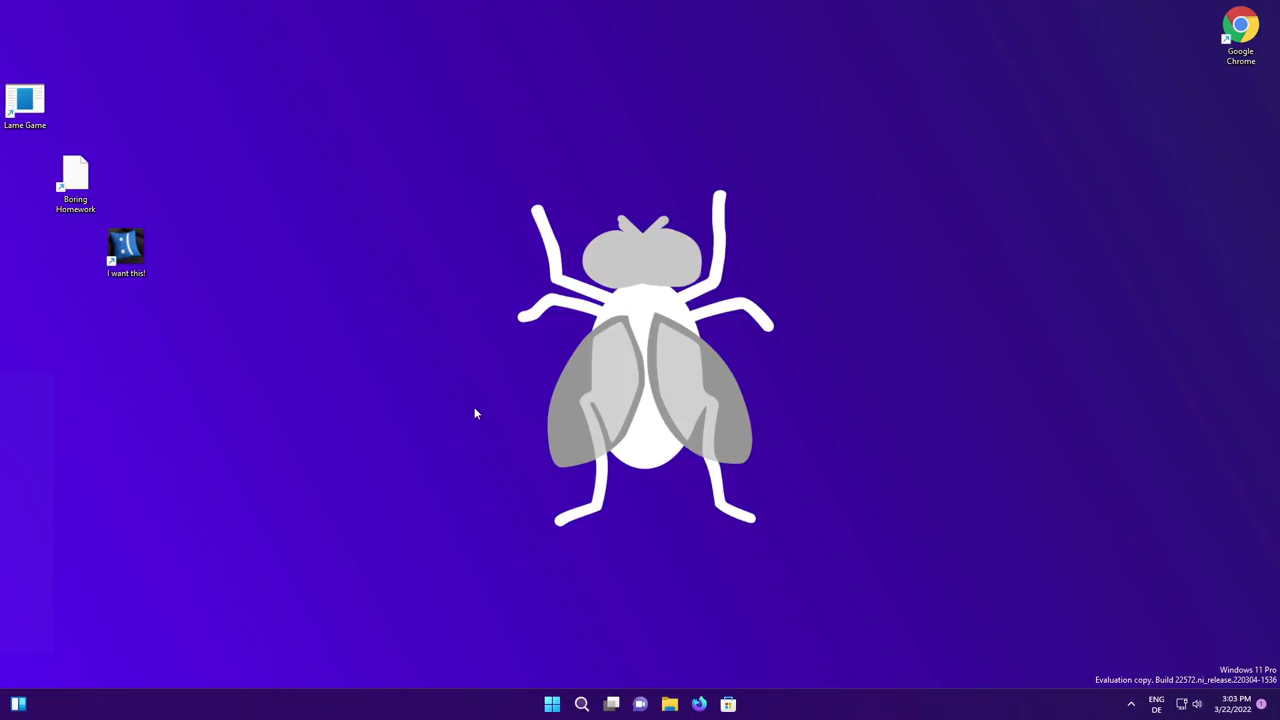 Google
Chrome
Lame Game
Boring
Homework
I want this!
Windows 11 Pro
Evaluation copy. Build 22572.ni_release.220304-1536
ENG
DE
3:03 PM
3/22/2022
1